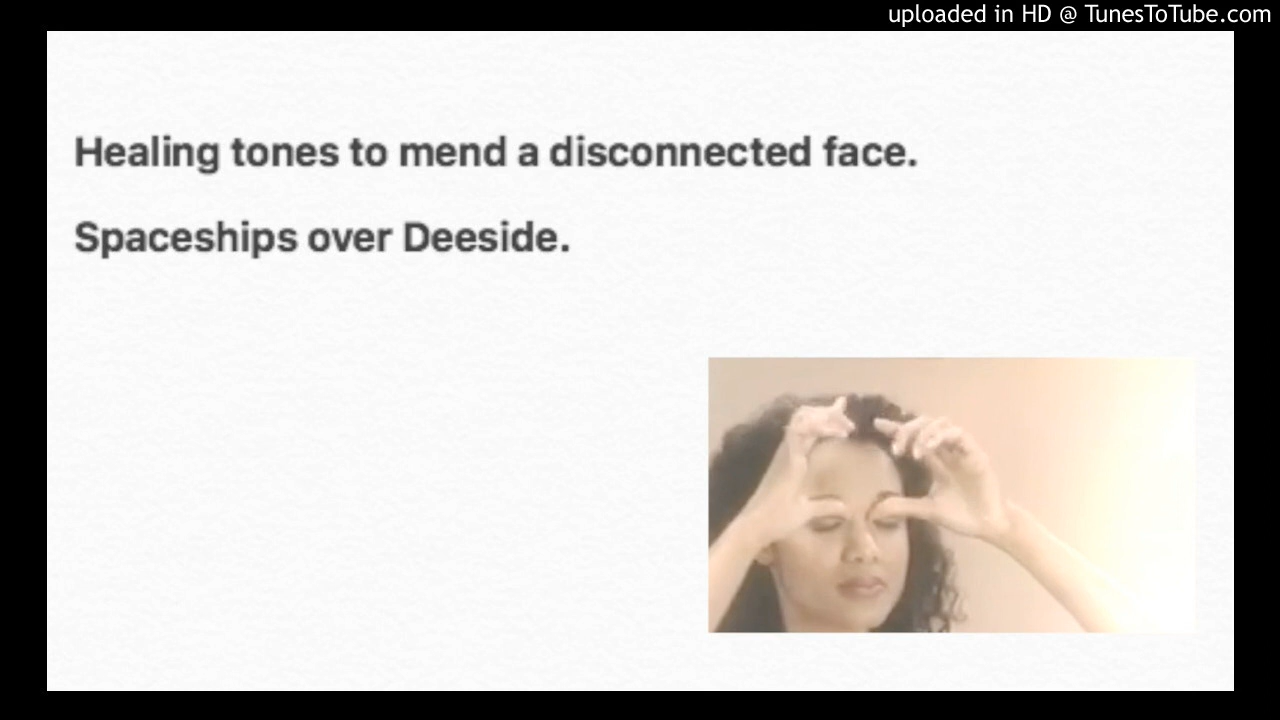 uploaded in HD @ TunesToTube.com
Healing tones to mend a disconnected face.
Spaceships over Deeside.